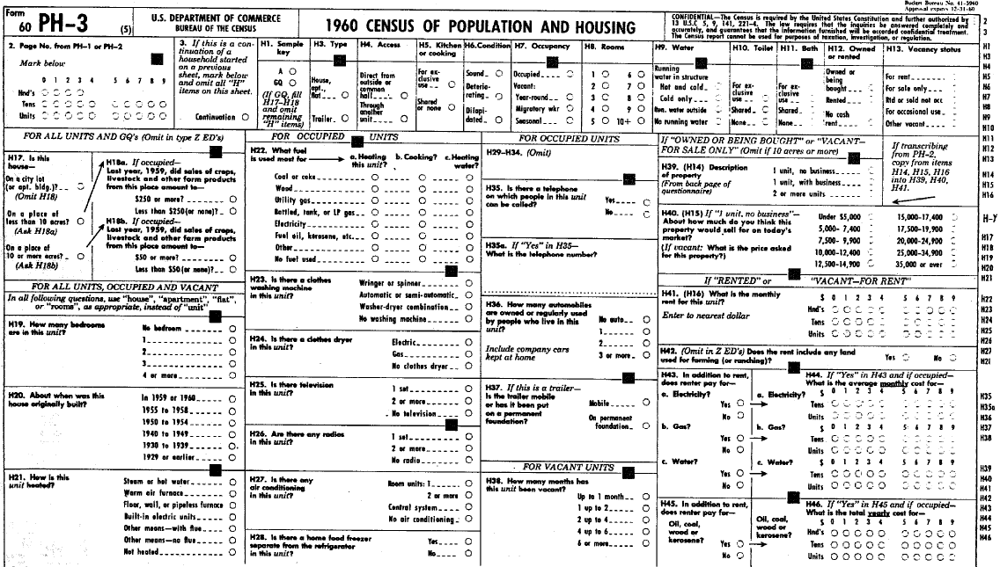 Budget Bureau No. 41-5940
Approval expires 12-31-60
Form
60 PH-3 (5)
U.S. DEPARTMENT OF COMMERCE
BUREAU OF THE CENSUS
1960 CENSUS OF POPULATION AND HOUSING
CONFIDENTIAL—The Census is required by the United States Constitution and further authorized by
13 U.S.C. 5, 9, 141, 221-4. The law requires that the inquiries be answered completely and
accurately, and guarantees that the information furnished will be accorded confidential treatment.
The Census report cannot be used for purposes of taxation, investigation, or regulation.
2. Page No. from PH-1 or PH-2
Mark below
0 1 2 3 4 5 6 7 8 9
Hnd's
Tens
Units
3. If this is a con-
tinuation of a
household started
on a previous
sheet, mark below
and omit all "H"
items on this sheet.
Continuation
H1. Sample
key
A
GQ
(If GQ, fill
H17-H18
and omit
remaining
"H" items)
H3. Type
House,
apt.,
flat
Trailer
H4. Access
Direct from
outside or
common
hall
Through
another
unit
H5. Kitchen
or cooking
For ex-
clusive
use
Shared
or none
H6. Condition
Sound
Deterio-
rating
Dilapi-
dated
H7. Occupancy
Occupied
Vacant:
Year-round
Migratory wkr
Seasonal
H8. Rooms
1 6
2 7
3 8
4 9
5 10+
H9. Water
Running
water in structure
Hot and cold
Cold only
Run. water outside
No running water
H10. Toilet
For ex-
clusive
use
Shared
None
H11. Bath
For ex-
clusive
use
Shared
None
H12. Owned
or rented
Owned or
being
bought
Rented
No cash
rent
H13. Vacancy status
For rent
For sale only
Rtd or sold not occ
For occasional use
Other vacant
FOR ALL UNITS AND GQ's (Omit in type Z ED's)
H17. Is this
house—
On a city lot
(or apt. bldg.)?
(Omit H18)
On a place of
less than 10 acres?
(Ask H18a)
On a place of
10 or more acres?
(Ask H18b)
H18a. If occupied—
Last year, 1959, did sales of crops,
livestock and other farm products
from this place amount to—
$250 or more?
Less than $250(or none)?
H18b. If occupied—
Last year, 1959, did sales of crops,
livestock and other farm products
from this place amount to—
$50 or more?
Less than $50(or none)?
FOR ALL UNITS, OCCUPIED AND VACANT
In all following questions, use "house", "apartment", "flat",
or "rooms", as appropriate, instead of "unit"
H19. How many bedrooms
are in this unit?
No bedroom
1
2
3
4 or more
H20. About when was this
house originally built?
In 1959 or 1960
1955 to 1958
1950 to 1954
1940 to 1949
1930 to 1939
1929 or earlier
H21. How is this
unit heated?
Steam or hot water
Warm air furnace
Floor, wall, or pipeless furnace
Built-in electric units
Other means—with flue
Other means—no flue
Not heated
FOR OCCUPIED UNITS
H22. What fuel
is used most for
a. Heating
this unit?
b. Cooking?
c. Heating
water?
Coal or coke
Wood
Utility gas
Bottled, tank, or LP gas
Electricity
Fuel oil, kerosene, etc
Other
No fuel used
H23. Is there a clothes
washing machine
in this unit?
Wringer or spinner
Automatic or semi-automatic
Washer-dryer combination
No washing machine
H24. Is there a clothes dryer
in this unit?
Electric
Gas
No clothes dryer
H25. Is there television
in this unit?
1 set
2 or more
No television
H26. Are there any radios
in this unit?
1 set
2 or more
No radio
H27. Is there any
air conditioning
in this unit?
Room units: 1
2 or more
Central system
No air conditioning
H28. Is there a home food freezer
separate from the refrigerator
in this unit?
Yes
No
FOR OCCUPIED UNITS
H29-H34. (Omit)
H35. Is there a telephone
on which people in this unit
can be called?
Yes
No
H35a. If "Yes" in H35—
What is the telephone number?
H36. How many automobiles
are owned or regularly used
by people who live in this
unit?
Include company cars
kept at home
No auto
1
2
3 or more
H37. If this is a trailer—
Is the trailer mobile
or has it been put
on a permanent
foundation?
Mobile
On permanent
foundation
FOR VACANT UNITS
H38. How many months has
this unit been vacant?
Up to 1 month
1 up to 2
2 up to 4
4 up to 6
6 or more
If "OWNED OR BEING BOUGHT" or "VACANT—
FOR SALE ONLY" (Omit if 10 acres or more)
H39. (H14) Description
of property
(From back page of
questionnaire)
1 unit, no business
1 unit, with business
2 or more units
If transcribing
from PH-2,
copy from items
H14, H15, H16
into H39, H40,
H41.
H40. (H15) If "1 unit, no business"—
About how much do you think this
property would sell for on today's
market?
(If vacant: What is the price asked
for this property?)
Under $5,000
5,000- 7,400
7,500- 9,900
10,000-12,400
12,500-14,900
15,000-17,400
17,500-19,900
20,000-24,900
25,000-34,900
35,000 or over
If "RENTED" or "VACANT—FOR RENT"
H41. (H16) What is the monthly
rent for this unit?
Enter to nearest dollar
$ 0 1 2 3 4 5 6 7 8 9
Hnd's
Tens
Units
H42. (Omit in Z ED's) Does the rent include any land
used for farming (or ranching)?
Yes No
H43. In addition to rent,
does renter pay for—
a. Electricity?
Yes
No
b. Gas?
Yes
No
c. Water?
Yes
No
H44. If "Yes" in H43 and if occupied—
What is the average monthly cost for—
a. Electricity?
$ 0 1 2 3 4 5 6 7 8 9
Tens
Units
b. Gas?
$ 0 1 2 3 4 5 6 7 8 9
Tens
Units
c. Water?
$ 0 1 2 3 4 5 6 7 8 9
Tens
Units
H45. In addition to rent,
does renter pay for—
Oil, coal,
wood or
kerosene?
Yes
No
H46. If "Yes" in H45 and if occupied—
What is the total yearly cost for—
Oil, coal,
wood or
kerosene?
$ 0 1 2 3 4 5 6 7 8 9
Hnd's
Tens
Units
2
3
H1
H3
H4
H5
H6
H7
H8
H9
H10
H11
H12
H13
H14
H15
H16
H-7
H17
H18
H19
H20
H21
H22
H23
H24
H25
H26
H27
H21
H35
H35a
H36
H37
H38
H39
H40
H41
H42
H43
H44
H45
H46